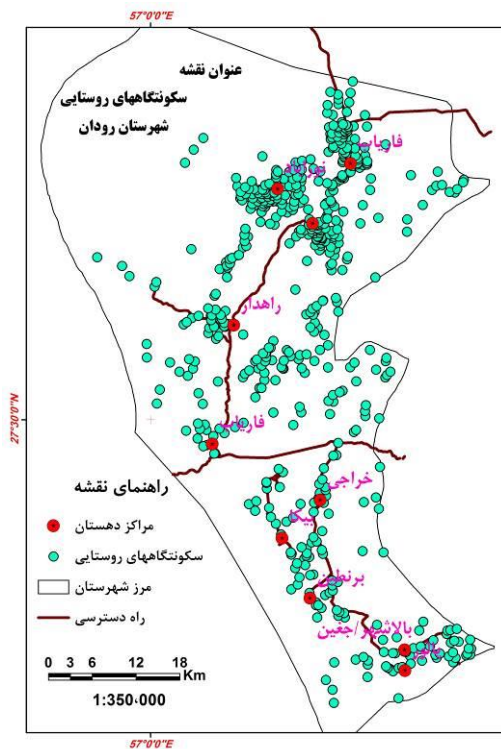 57°0'0"E
عنوان نقشه
سکونتگاههای روستایی
شهرستان رودان
فاریاب
راهدار
27°30'0"N
فاریاب
خراجی
بیکا
برنطین
بالاشهر/جغین
راهنمای نقشه
مراکز دهستان
سکونتگاههای روستایی
مرز شهرستان
راه دسترسی
0 3 6 12 18
Km
1:350،000
57°0'0"E